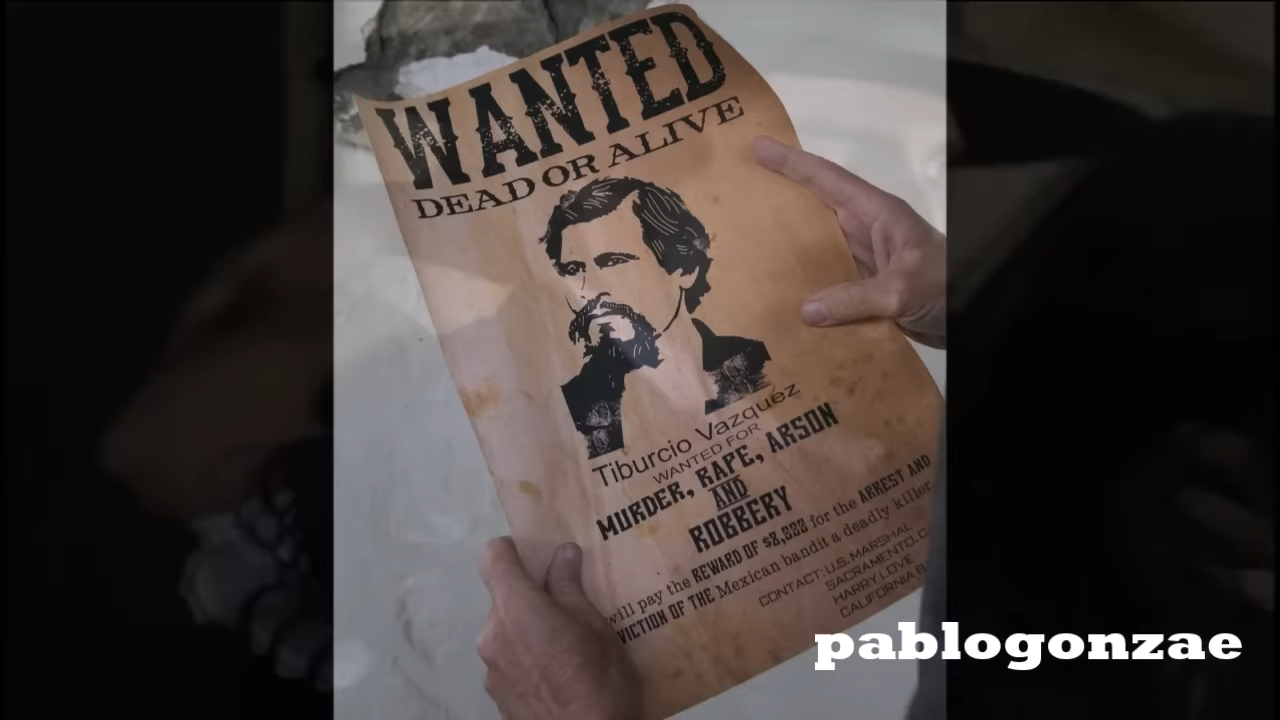 WANTED
DEAD OR ALIVE
Tiburcio Vazquez
WANTED FOR
MURDER, RAPE, ARSON
AND
ROBBERY
will pay the REWARD OF $8,000 for the ARREST AND
VICTION OF THE Mexican bandit a deadly killer
CONTACT: U.S. MARSHAL
SACRAMENTO, C
HARRY LOVE
CALIFORNIA
pablogonzae